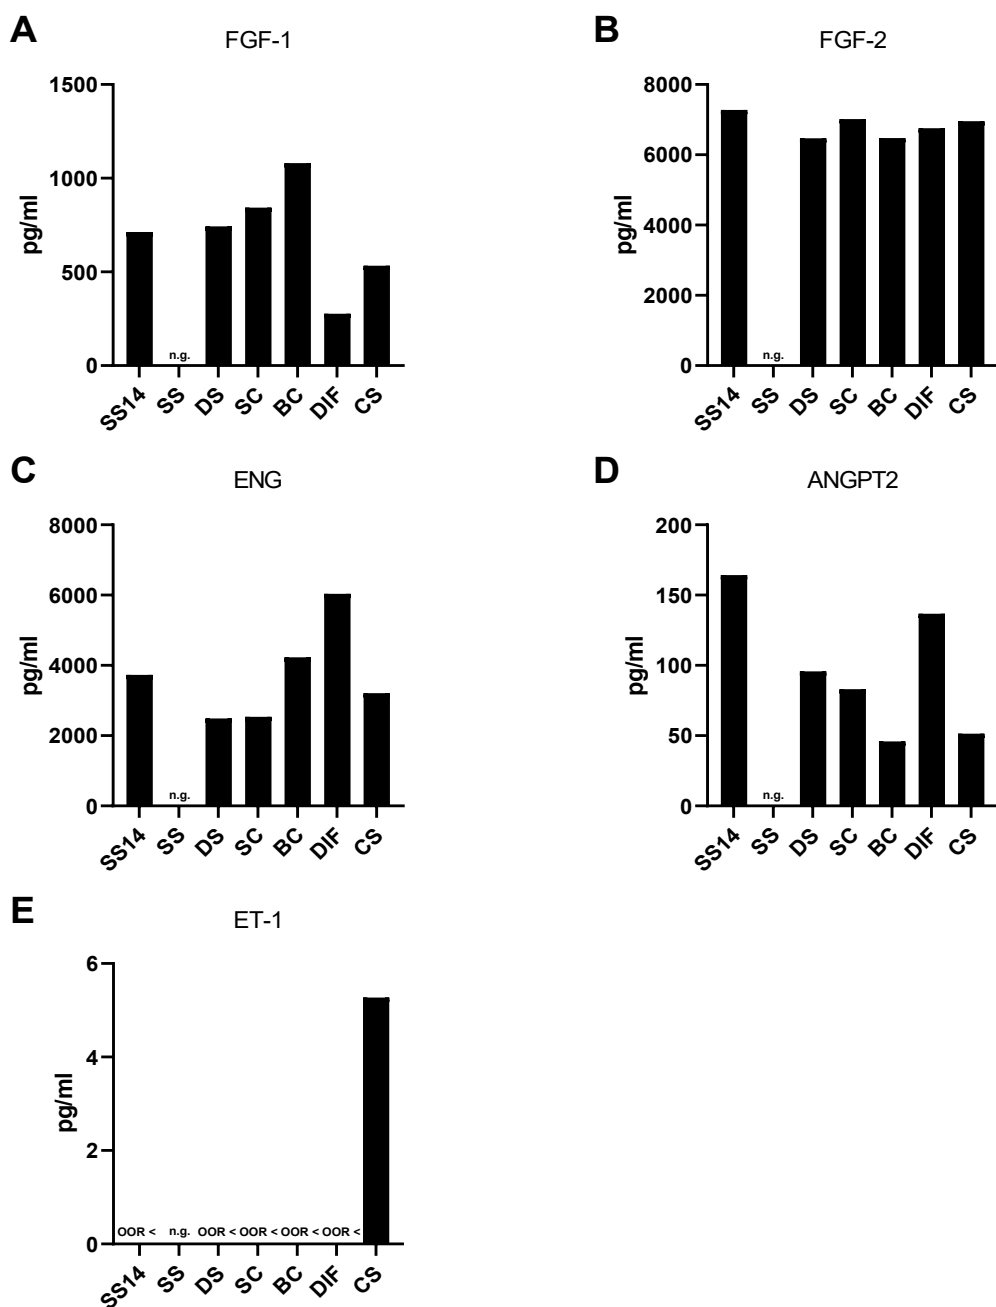 A
FGF-1
pg/ml
1500
1000
500
0
n.g.
SS14 SS DS SC BC DIF CS
B
FGF-2
pg/ml
8000
6000
4000
2000
0
n.g.
SS14 SS DS SC BC DIF CS
C
ENG
pg/ml
8000
6000
4000
2000
0
n.g.
SS14 SS DS SC BC DIF CS
D
ANGPT2
pg/ml
200
150
100
50
0
n.g.
SS14 SS DS SC BC DIF CS
E
ET-1
pg/ml
6
4
2
0
OOR < n.g. OOR < OOR < OOR < OOR <
SS14 SS DS SC BC DIF CS